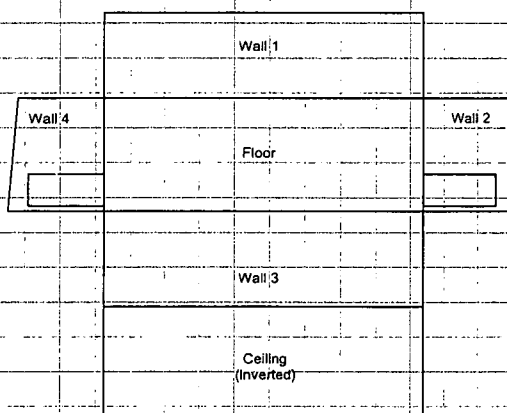 Wall 1
Wall 4
Wall 2
Floor
Wall 3
Ceiling
(Inverted)